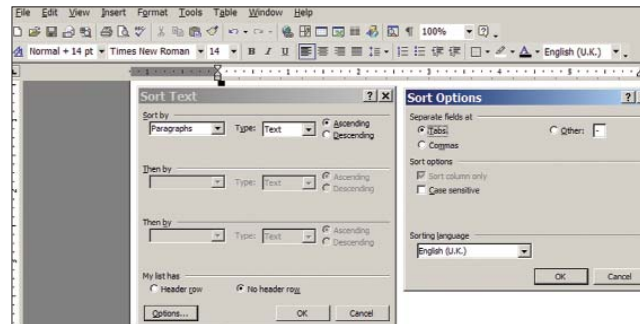 File Edit View Insert Format Tools Table Window Help
100%
Normal + 14 pt Times New Roman 14 B I U English (U.K.)
Sort Text
Sort by
Paragraphs Type: Text Ascending
Descending
Then by
Type: Text Ascending
Descending
Then by
Type: Text Ascending
Descending
My list has
Header row No header row
Options... OK Cancel
Sort Options
Separate fields at
Tabs Other: -
Commas
Sort options
Sort column only
Case sensitive
Sorting language
English (U.K.)
OK Cancel